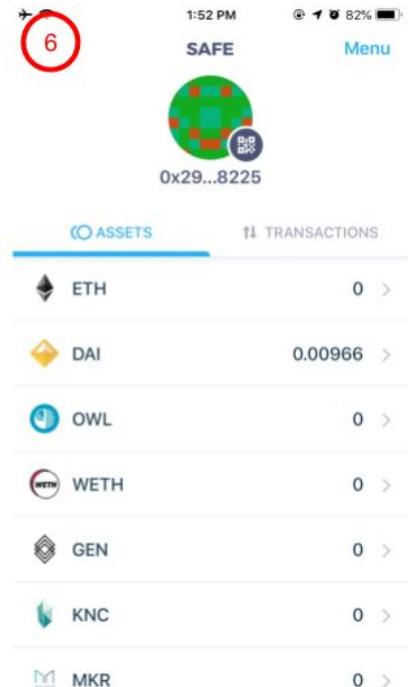 1:52 PM 82%
6
SAFE Menu
0x29...8225
ASSETS TRANSACTIONS
ETH 0
DAI 0.00966
OWL 0
WETH WETH 0
GEN 0
KNC 0
MKR 0